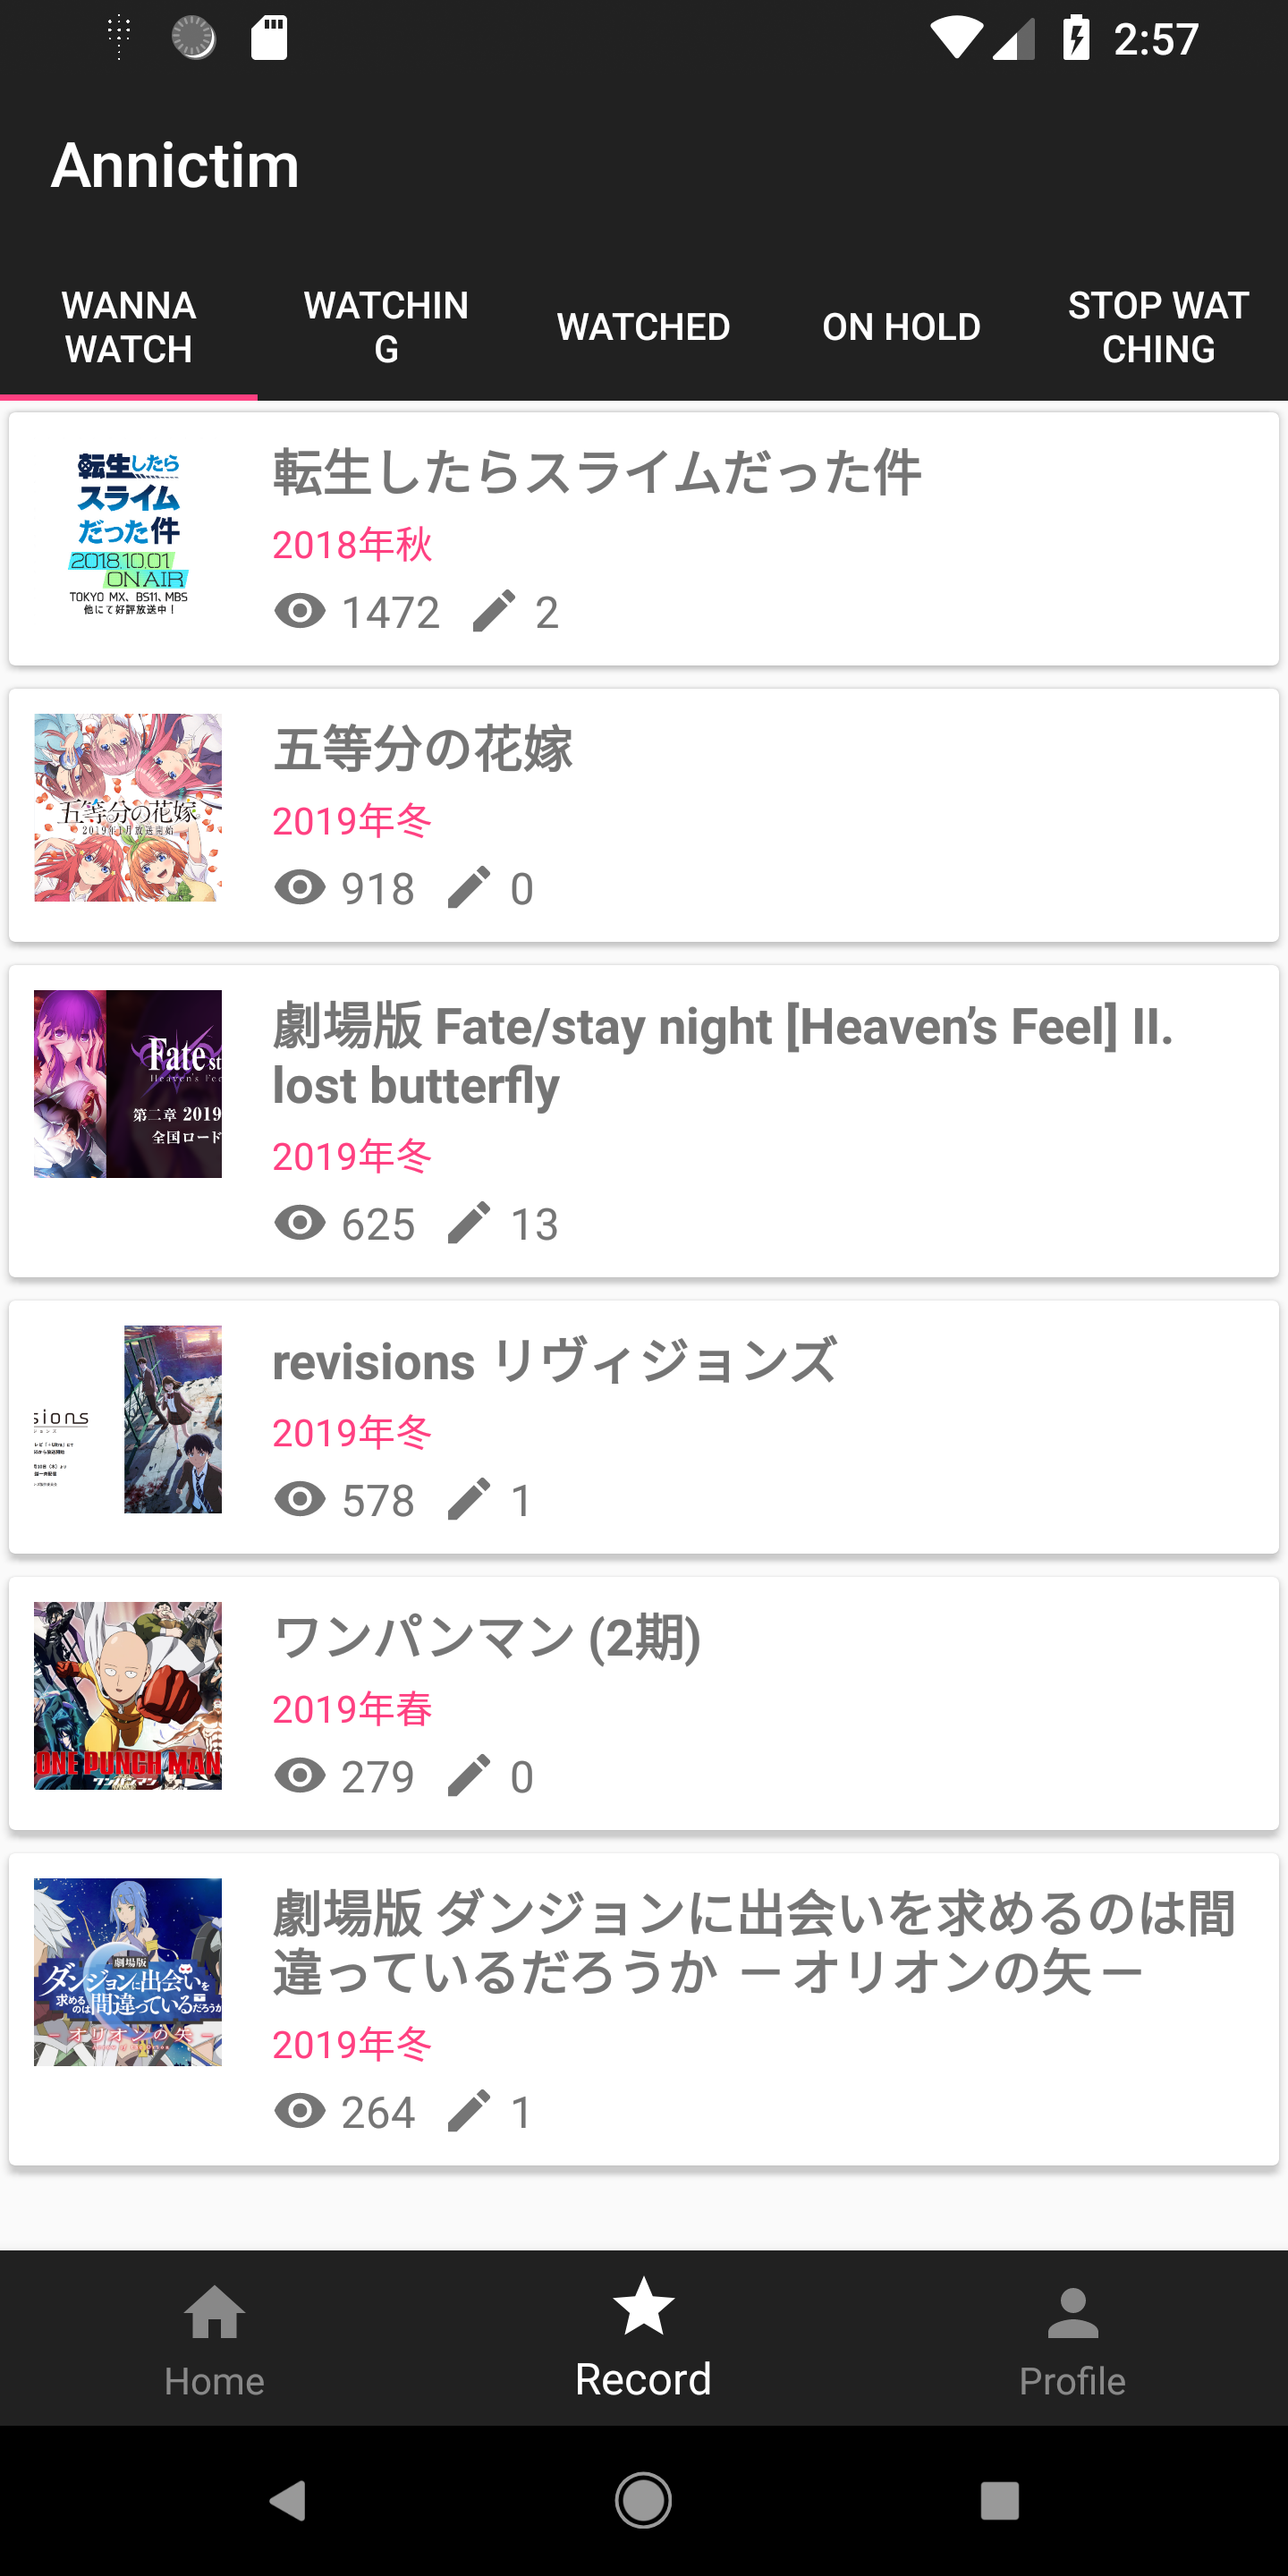 2:57
Annictim
WANNA
WATCH
WATCHIN
G
WATCHED
ON HOLD
STOP WAT
CHING
転生したら
スライム
だった件
2018.10.01
ON AIR
TOKYO MX、BS11、MBS
他にて好評放送中！
転生したらスライムだった件
2018年秋
1472
2
五等分の花嫁
2019年1月放送開始
五等分の花嫁
2019年冬
918
0
Fate st
Heaven's Fee
第二章 2019
全国ロード
劇場版 Fate/stay night [Heaven’s Feel] II.
lost butterfly
2019年冬
625
13
sions
revisions リヴィジョンズ
2019年冬
578
1
ONE PUNCH MAN
ワンパンマン
ワンパンマン (2期)
2019年春
279
0
劇場版
ダンジョンに出会いを
求めるのは間違っているだろうか
－オリオンの矢－
劇場版 ダンジョンに出会いを求めるのは間
違っているだろうか －オリオンの矢－
2019年冬
264
1
Home
Record
Profile